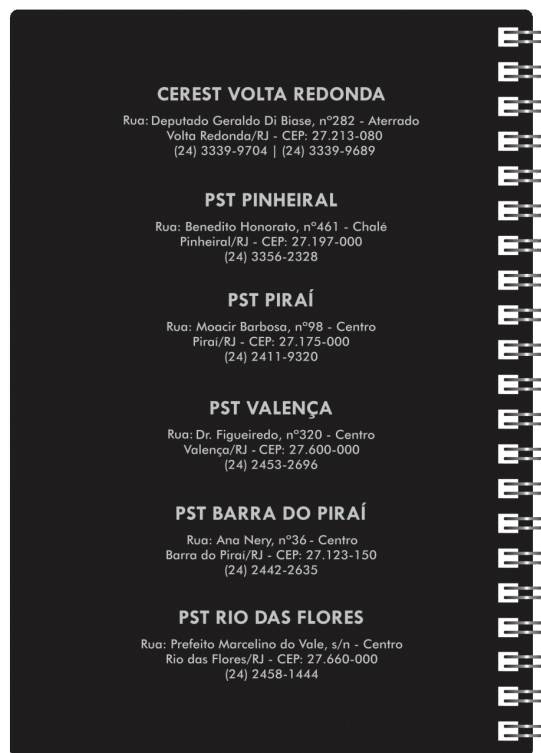 CEREST VOLTA REDONDA
Rua: Deputado Geraldo Di Biase, nº282 - Aterrado
Volta Redonda/RJ - CEP: 27.213-080
(24) 3339-9704 | (24) 3339-9689
PST PINHEIRAL
Rua: Benedito Honorato, nº461 - Chalé
Pinheiral/RJ - CEP: 27.197-000
(24) 3356-2328
PST PIRAÍ
Rua: Moacir Barbosa, nº98 - Centro
Piraí/RJ - CEP: 27.175-000
(24) 2411-9320
PST VALENÇA
Rua: Dr. Figueiredo, nº320 - Centro
Valença/RJ - CEP: 27.600-000
(24) 2453-2696
PST BARRA DO PIRAÍ
Rua: Ana Nery, nº36 - Centro
Barra do Piraí/RJ - CEP: 27.123-150
(24) 2442-2635
PST RIO DAS FLORES
Rua: Prefeito Marcelino do Vale, s/n - Centro
Rio das Flores/RJ - CEP: 27.660-000
(24) 2458-1444